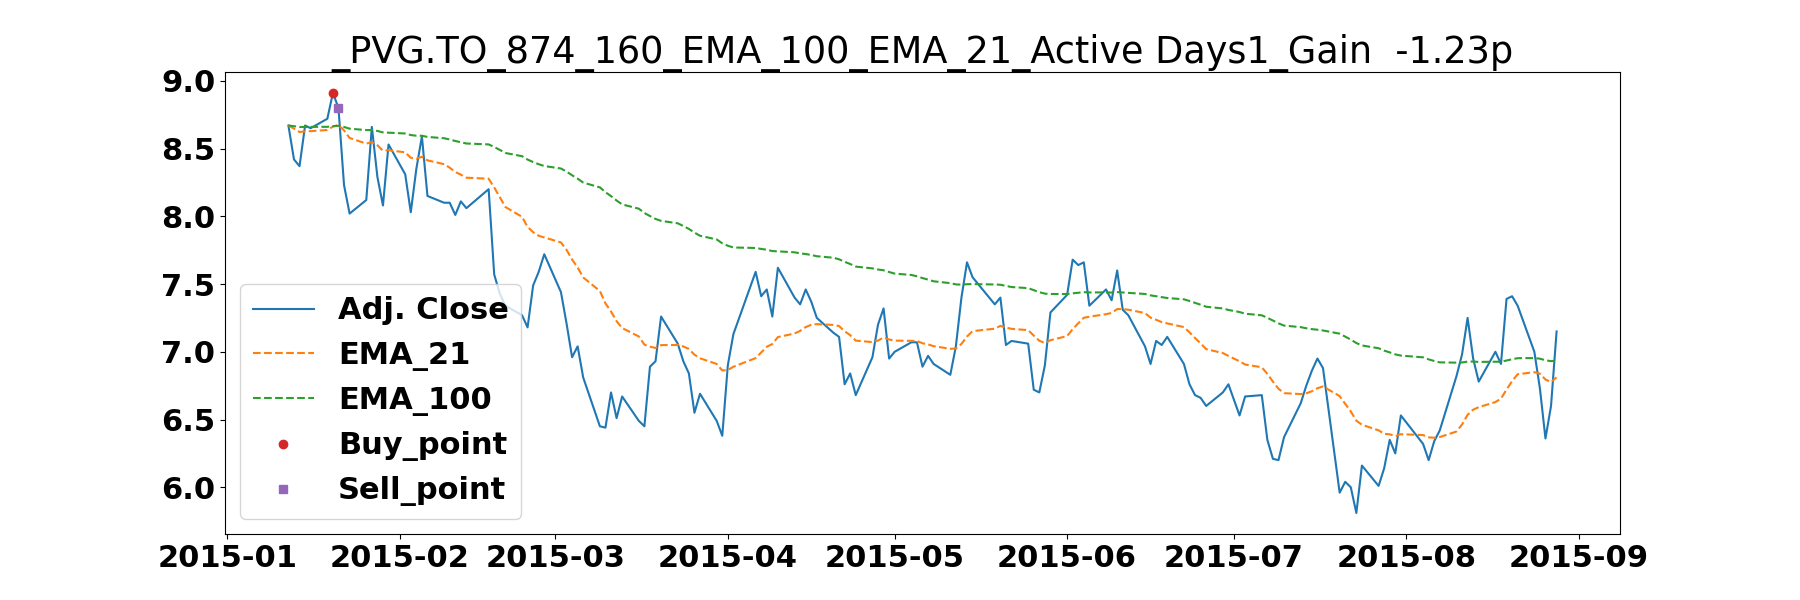 _PVG.TO_874_160_EMA_100_EMA_21_Active Days1_Gain  -1.23p
9.0
8.5
8.0
7.5
7.0
6.5
6.0
Adj. Close
EMA_21
EMA_100
Buy_point
Sell_point
2015-01 2015-02 2015-03 2015-04 2015-05 2015-06 2015-07 2015-08 2015-09